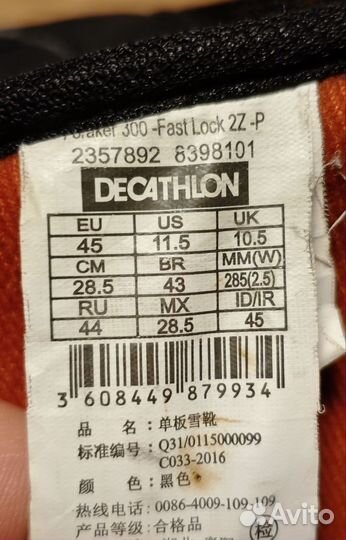 300 -Fast Lock 2Z -P
2357892 8398101
DECATHLON
EU US UK
45 11.5 10.5
CM BR MM(W)
28.5 43 285(2.5)
RU MX ID/IR
44 28.5 45
3 608449 879934
品 名：单板雪靴
标准编号：Q31/0115000099
C033-2016
颜 色：黑色
热线电话：0086-4009-109-109
产品等级：合格品
检
Avito